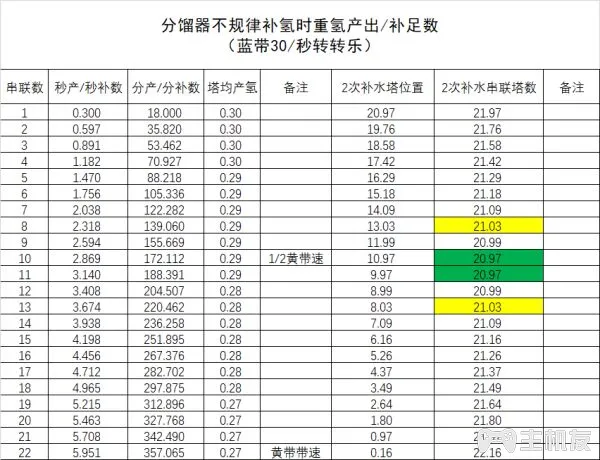 分馏器不规律补氢时重氢产出/补足数
（蓝带30/秒转转乐）
串联数 秒产/秒补数 分产/分补数 塔均产氢 备注 2次补水塔位置 2次补水串联塔数 备注
1 0.300 18.000 0.30 20.97 21.97
2 0.597 35.820 0.30 19.76 21.76
3 0.891 53.462 0.30 18.58 21.58
4 1.182 70.927 0.30 17.42 21.42
5 1.470 88.218 0.29 16.29 21.29
6 1.756 105.336 0.29 15.18 21.18
7 2.038 122.282 0.29 14.09 21.09
8 2.318 139.060 0.29 13.03 21.03
9 2.594 155.669 0.29 11.99 20.99
10 2.869 172.112 0.29 1/2黄带速 10.97 20.97
11 3.140 188.391 0.29 9.97 20.97
12 3.408 204.507 0.28 8.99 20.99
13 3.674 220.462 0.28 8.03 21.03
14 3.938 236.258 0.28 7.09 21.09
15 4.198 251.895 0.28 6.16 21.16
16 4.456 267.376 0.28 5.26 21.26
17 4.712 282.702 0.28 4.37 21.37
18 4.965 297.875 0.28 3.49 21.49
19 5.215 312.896 0.27 2.64 21.64
20 5.463 327.768 0.27 1.80 21.80
21 5.708 342.490 0.27 0.97
22 5.951 357.065 0.27 黄带带速 0.16 22.16
主机友